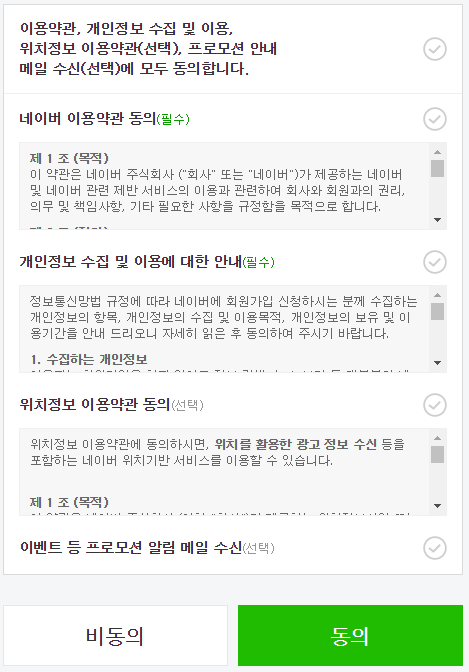 이용약관, 개인정보 수집 및 이용,
위치정보 이용약관(선택), 프로모션 안내
메일 수신(선택)에 모두 동의합니다.
네이버 이용약관 동의(필수)
제 1 조 (목적)
이 약관은 네이버 주식회사 ("회사" 또는 "네이버")가 제공하는 네이버
및 네이버 관련 제반 서비스의 이용과 관련하여 회사와 회원과의 권리,
의무 및 책임사항, 기타 필요한 사항을 규정함을 목적으로 합니다.
개인정보 수집 및 이용에 대한 안내(필수)
정보통신망법 규정에 따라 네이버에 회원가입 신청하시는 분께 수집하는
개인정보의 항목, 개인정보의 수집 및 이용목적, 개인정보의 보유 및 이
용기간을 안내 드리오니 자세히 읽은 후 동의하여 주시기 바랍니다.
1. 수집하는 개인정보
위치정보 이용약관 동의(선택)
위치정보 이용약관에 동의하시면, 위치를 활용한 광고 정보 수신 등을
포함하는 네이버 위치기반 서비스를 이용할 수 있습니다.
제 1 조 (목적)
이벤트 등 프로모션 알림 메일 수신(선택)
비동의
동의